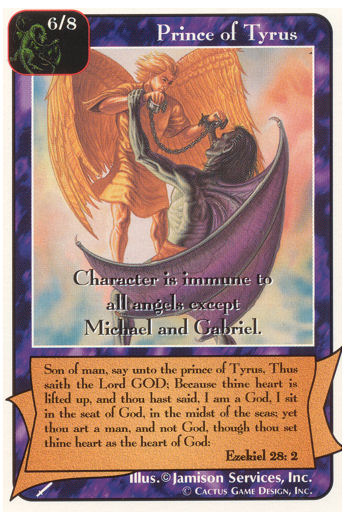 6/8
Prince of Tyrus
Character is immune to
all angels except
Michael and Gabriel.
Son of man, say unto the prince of Tyrus, Thus
saith the Lord GOD; Because thine heart is
lifted up, and thou hast said, I am a God, I sit
in the seat of God, in the midst of the seas; yet
thou art a man, and not God, though thou set
thine heart as the heart of God:
Ezekiel 28: 2
Illus.©Jamison Services, Inc.
© Cactus Game Design, Inc.